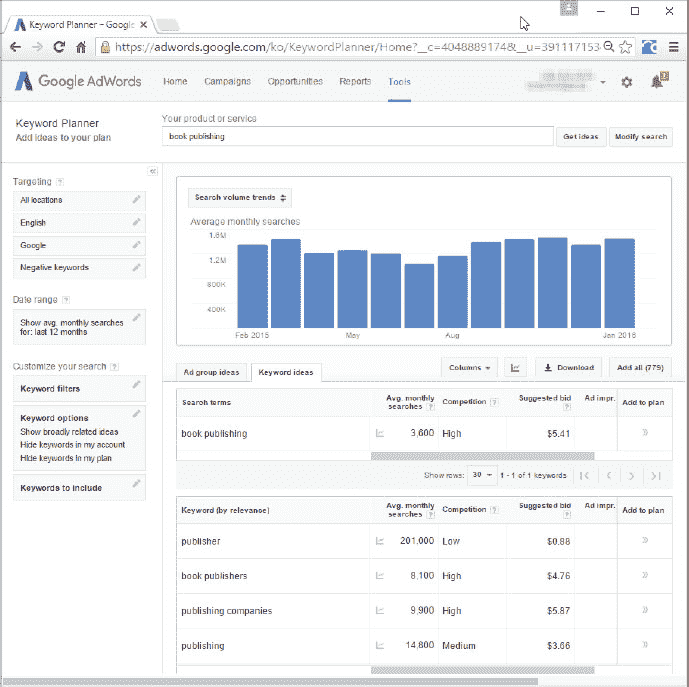 Keyword Planner - Google
https://adwords.google.com/ko/KeywordPlanner/Home?__c=4048889174&__u=391117153
Google AdWords
Home
Campaigns
Opportunities
Reports
Tools
Keyword Planner
Add ideas to your plan
Your product or service
book publishing
Get ideas
Modify search
Targeting ?
All locations
English
Google
Negative keywords
Date range ?
Show avg. monthly searches
for: last 12 months
Customize your search ?
Keyword filters
Keyword options
Show broadly related ideas
Hide keywords in my account
Hide keywords in my plan
Keywords to include
Search volume trends
Average monthly searches
1.6M
1.2M
800K
400K
Feb 2015 May Aug Jan 2016
Ad group ideas
Keyword ideas
Columns
Download
Add all (779)
Search terms Avg. monthly searches ? Competition ? Suggested bid ? Ad impr. Add to plan
book publishing 3,600 High $5.41 »
Show rows: 30 1 - 1 of 1 keywords
Keyword (by relevance) Avg. monthly searches ? Competition ? Suggested bid ? Ad impr. Add to plan
publisher 201,000 Low $0.88 »
book publishers 8,100 High $4.76 »
publishing companies 9,900 High $5.87 »
publishing 14,800 Medium $3.66 »